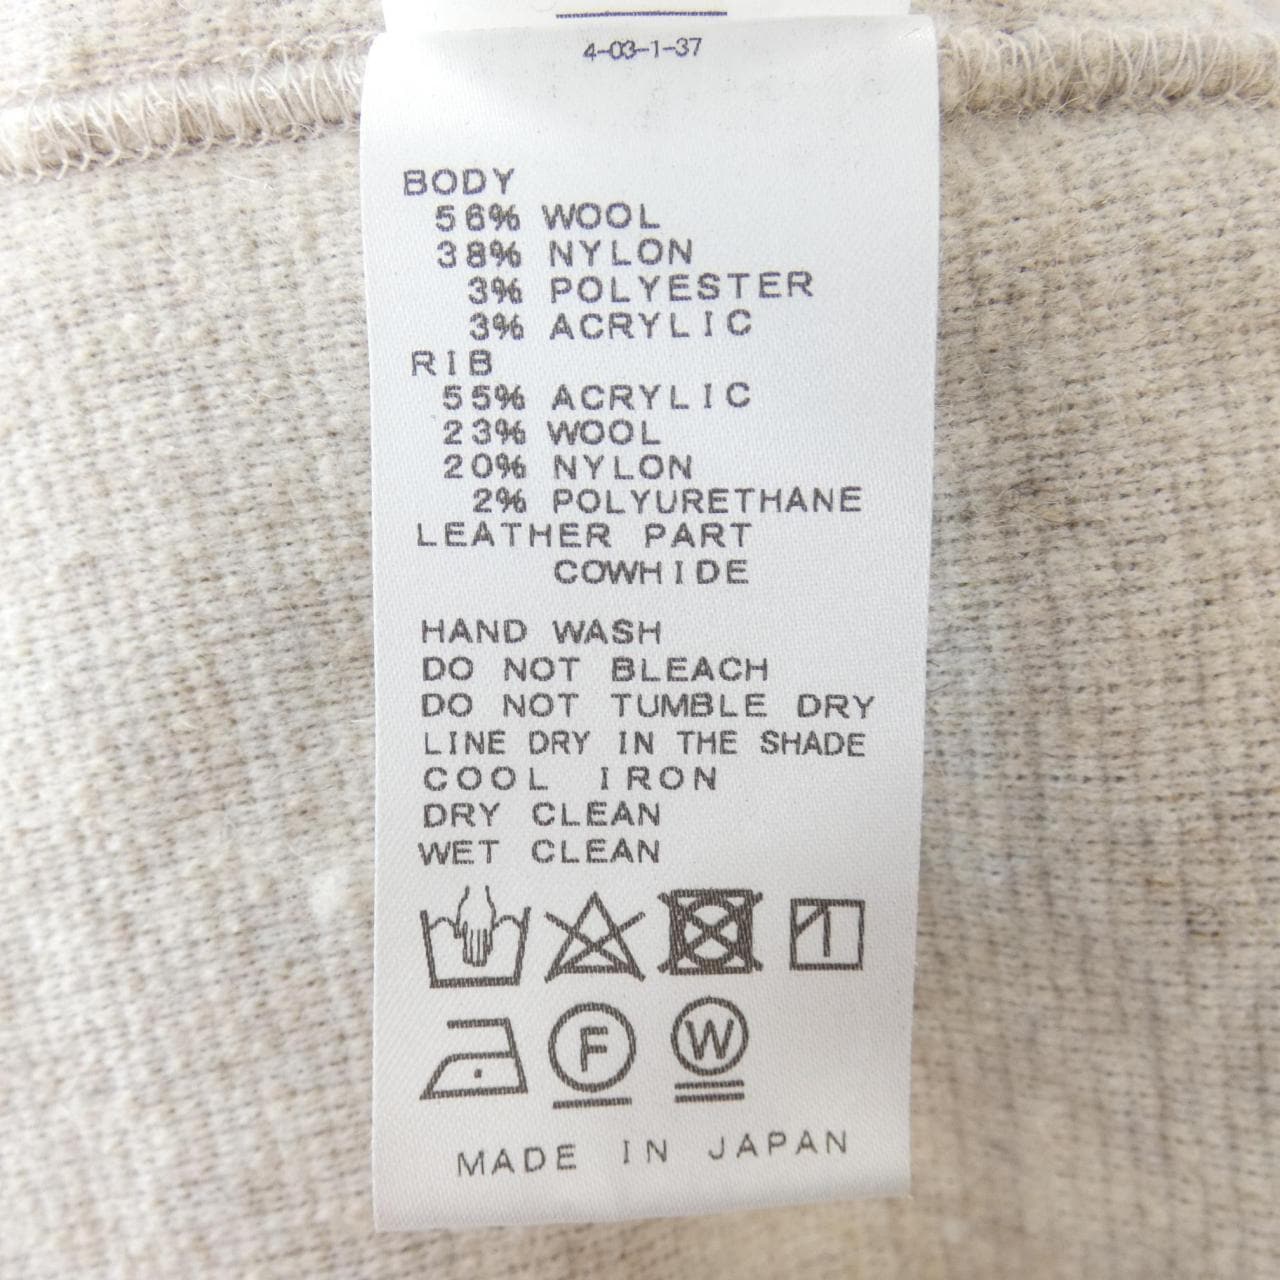 4-03-1-37
BODY
56% WOOL
38% NYLON
3% POLYESTER
3% ACRYLIC
RIB
55% ACRYLIC
23% WOOL
20% NYLON
2% POLYURETHANE
LEATHER PART
COWHIDE
HAND WASH
DO NOT BLEACH
DO NOT TUMBLE DRY
LINE DRY IN THE SHADE
COOL IRON
DRY CLEAN
WET CLEAN
F W
MADE IN JAPAN